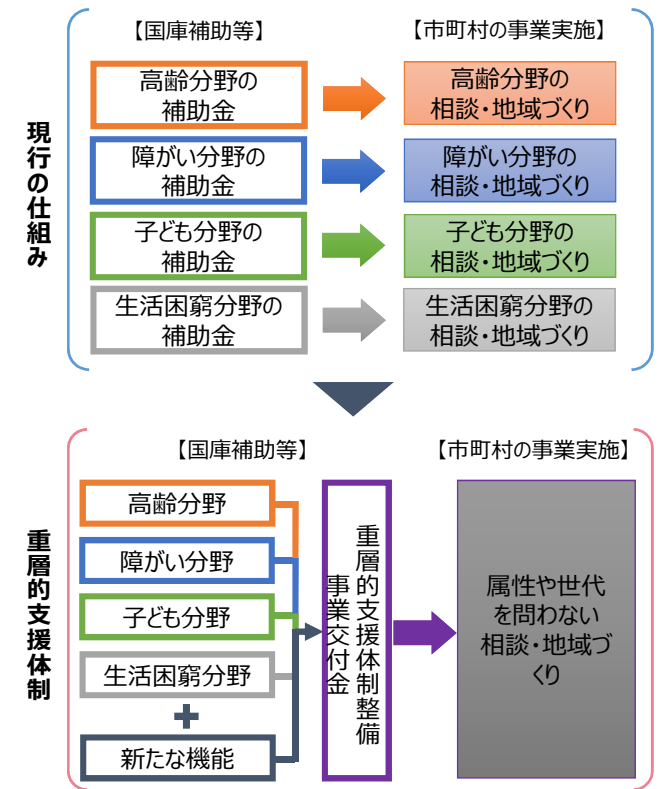 現行の仕組み
【国庫補助等】
【市町村の事業実施】
高齢分野の
補助金
高齢分野の
相談・地域づくり
障がい分野の
補助金
障がい分野の
相談・地域づくり
子ども分野の
補助金
子ども分野の
相談・地域づくり
生活困窮分野の
補助金
生活困窮分野の
相談・地域づくり
重層的支援体制
【国庫補助等】
【市町村の事業実施】
高齢分野
障がい分野
子ども分野
生活困窮分野
新たな機能
重層的支援体制整備
事業交付金
属性や世代
を問わない
相談・地域づ
くり